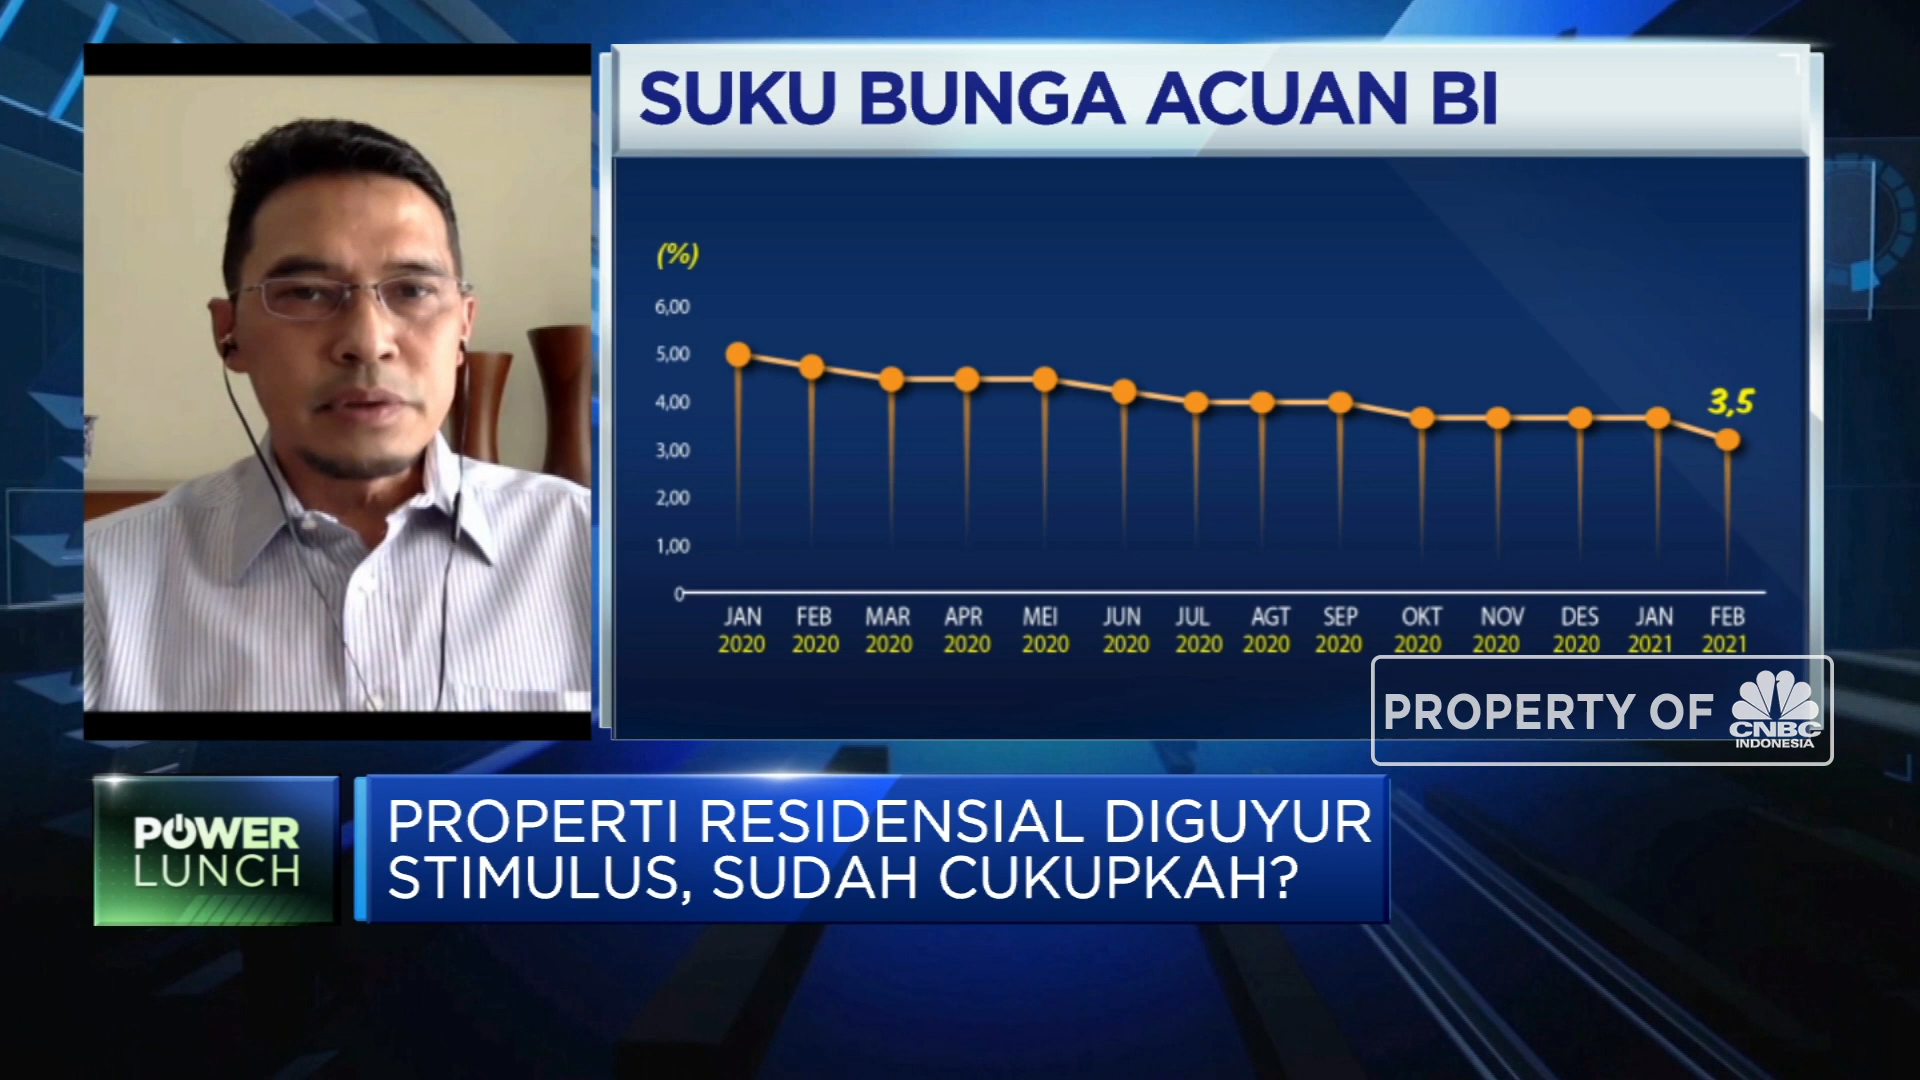 SUKU BUNGA ACUAN BI
(%)
6,00
5,00
4,00
3,00
2,00
1,00
0
3,5
JAN FEB MAR APR MEI JUN JUL AGT SEP OKT NOV DES JAN FEB
2020 2020 2020 2020 2020 2020 2020 2020 2020 2020 2020 2020 2021 2021
PROPERTY OF CNBC INDONESIA
POWER
LUNCH
PROPERTI RESIDENSIAL DIGUYUR
STIMULUS, SUDAH CUKUPKAH?